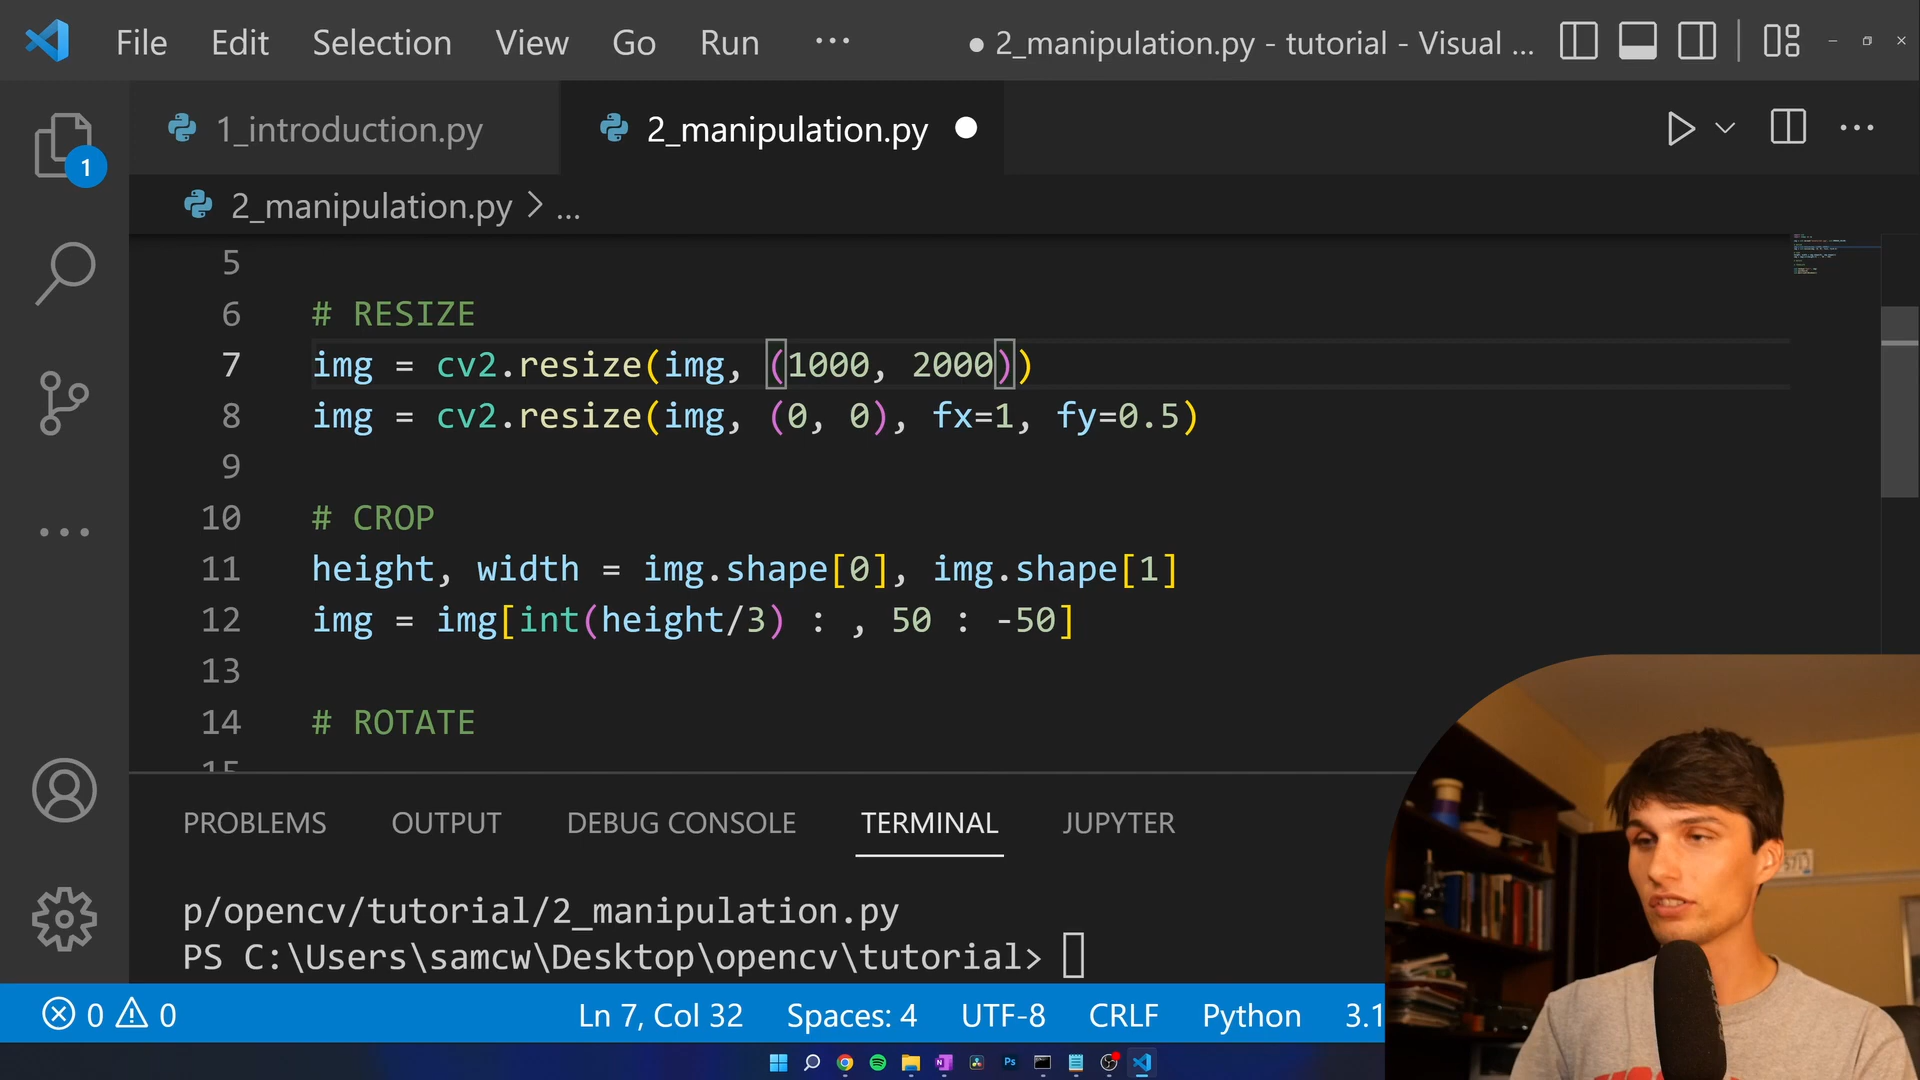 File Edit Selection View Go Run ··· ● 2_manipulation.py - tutorial - Visual ...
1_introduction.py 2_manipulation.py
1
2_manipulation.py > ...
5
6 # RESIZE
7 img = cv2.resize(img, (1000, 2000))
8 img = cv2.resize(img, (0, 0), fx=1, fy=0.5)
9
10 # CROP
11 height, width = img.shape[0], img.shape[1]
12 img = img[int(height/3) : , 50 : -50]
13
14 # ROTATE
15
PROBLEMS OUTPUT DEBUG CONSOLE TERMINAL JUPYTER
p/opencv/tutorial/2_manipulation.py
PS C:\Users\samcw\Desktop\opencv\tutorial>
0 0 Ln 7, Col 32 Spaces: 4 UTF-8 CRLF Python 3.1
Ps